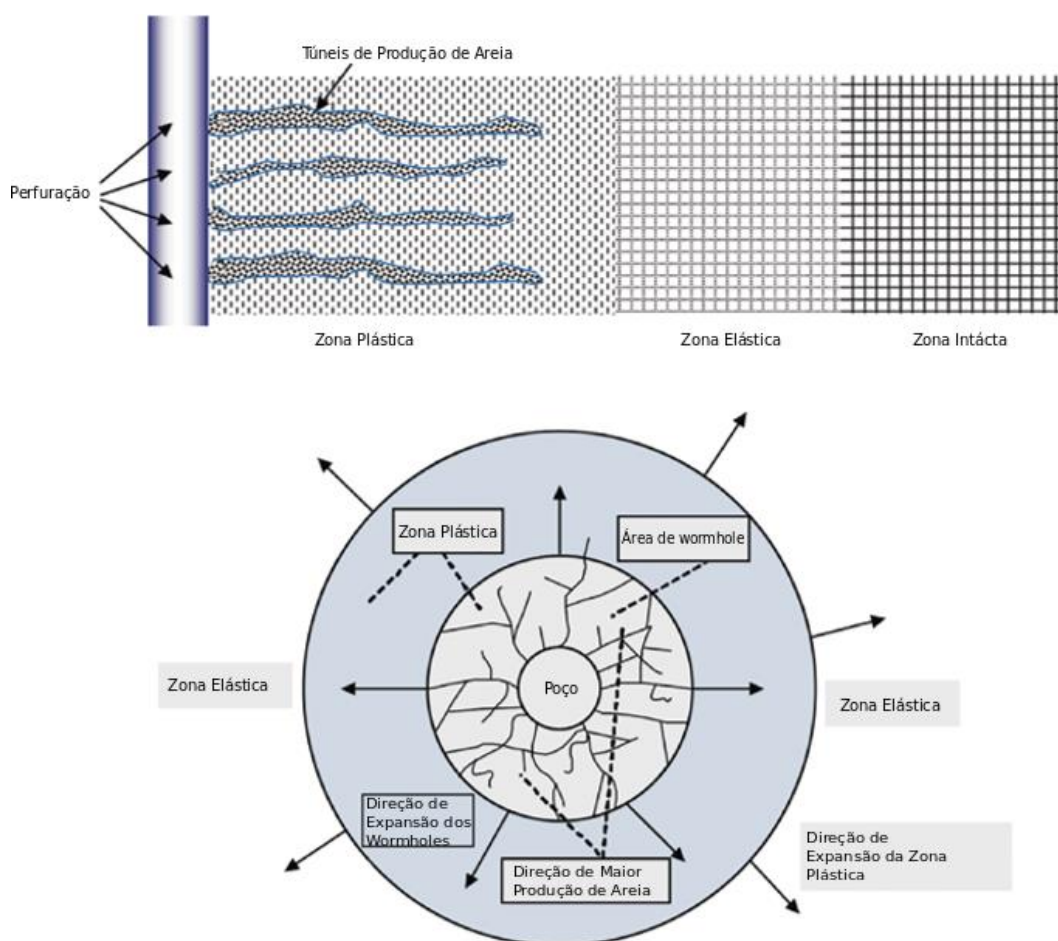 Túneis de Produção de Areia
Perfuração
Zona Plástica
Zona Elástica
Zona Intácta
Zona Plástica
Área de wormhole
Zona Elástica
Poço
Zona Elástica
Direção de
Expansão dos
Wormholes
Direção de Maior
Produção de Areia
Direção de
Expansão da Zona
Plástica